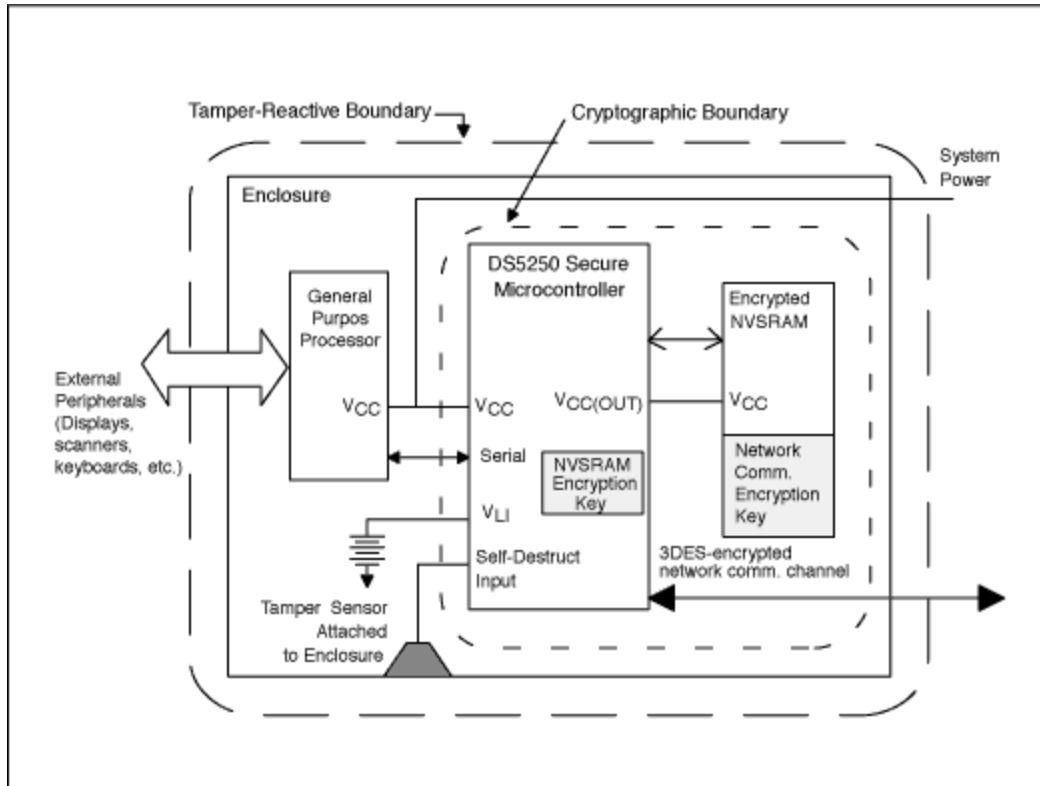 Tamper-Reactive Boundary
Cryptographic Boundary
System
Power
Enclosure
DS5250 Secure
Microcontroller
General
Purpos
Processor
Encrypted
NVSRAM
External
Peripherals
(Displays,
scanners,
keyboards, etc.)
VCC
VCC
VCC(OUT)
VCC
Serial
NVSRAM
Encryption
Key
Network
Comm.
Encryption
Key
VLI
Self-Destruct
Input
3DES-encrypted
network comm. channel
Tamper Sensor
Attached
to Enclosure